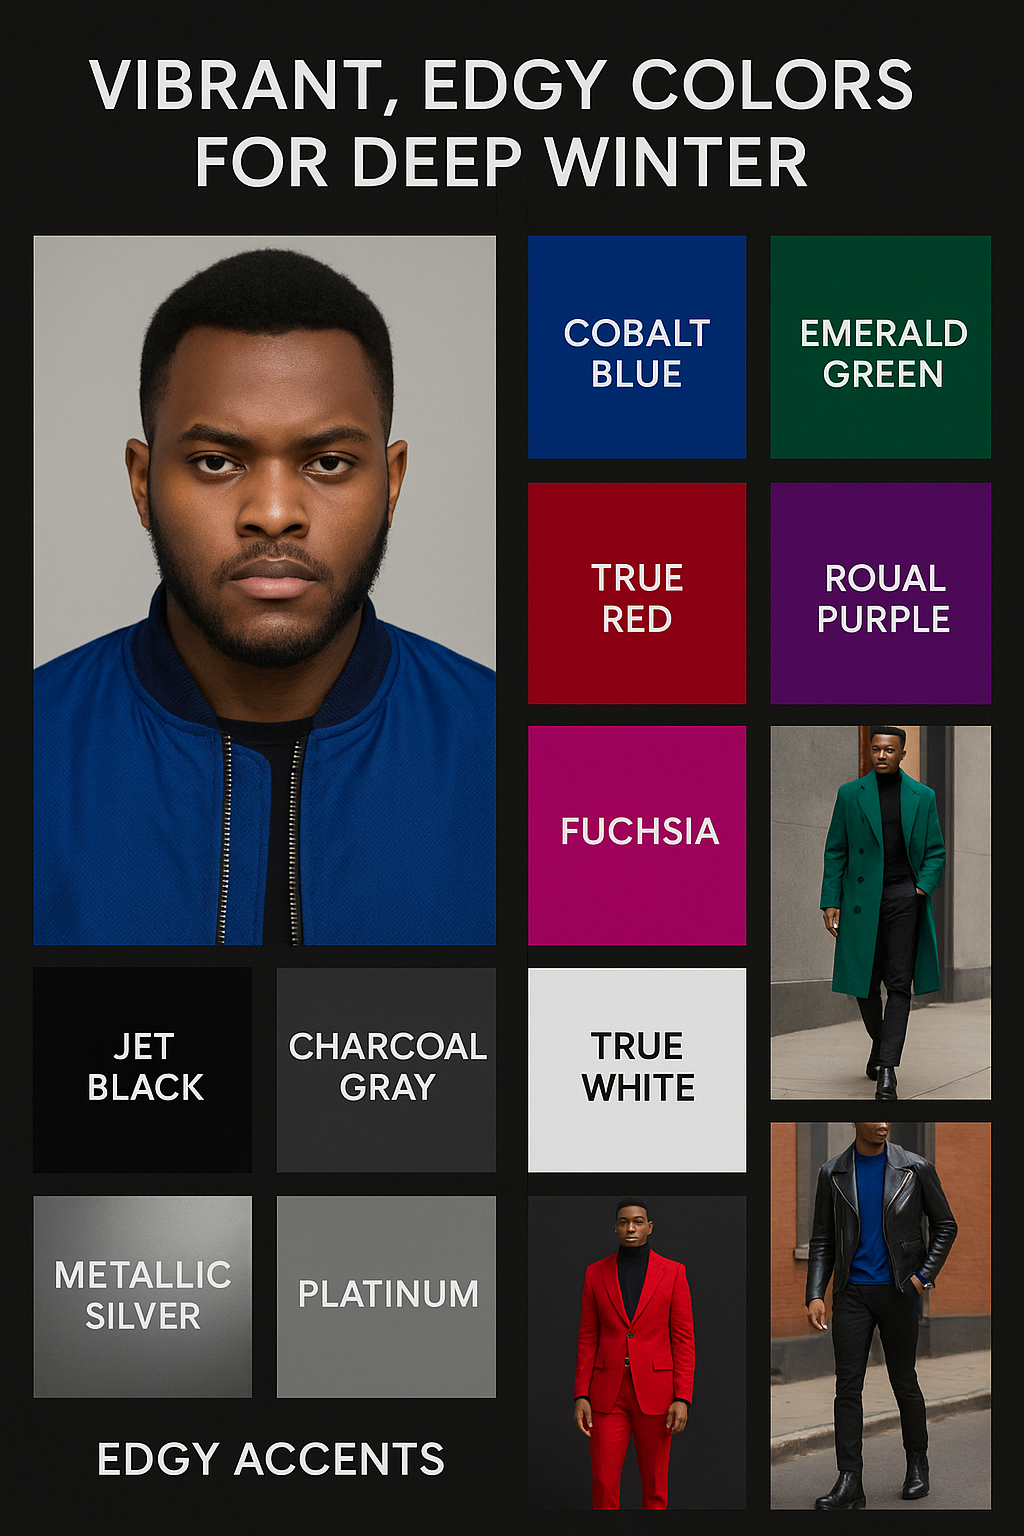 VIBRANT, EDGY COLORS
FOR DEEP WINTER
COBALT
BLUE
EMERALD
GREEN
TRUE
RED
ROUAL
PURPLE
FUCHSIA
JET
BLACK
CHARCOAL
GRAY
TRUE
WHITE
METALLIC
SILVER
PLATINUM
EDGY ACCENTS